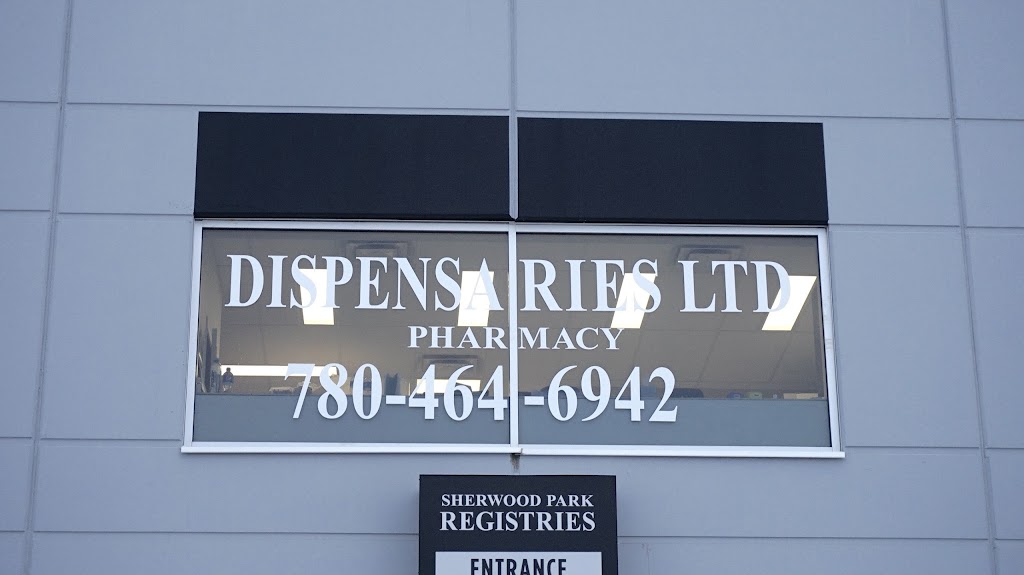 DISPENSARIES LTD
PHARMACY
780-464-6942
SHERWOOD PARK
REGISTRIES
ENTRANCE